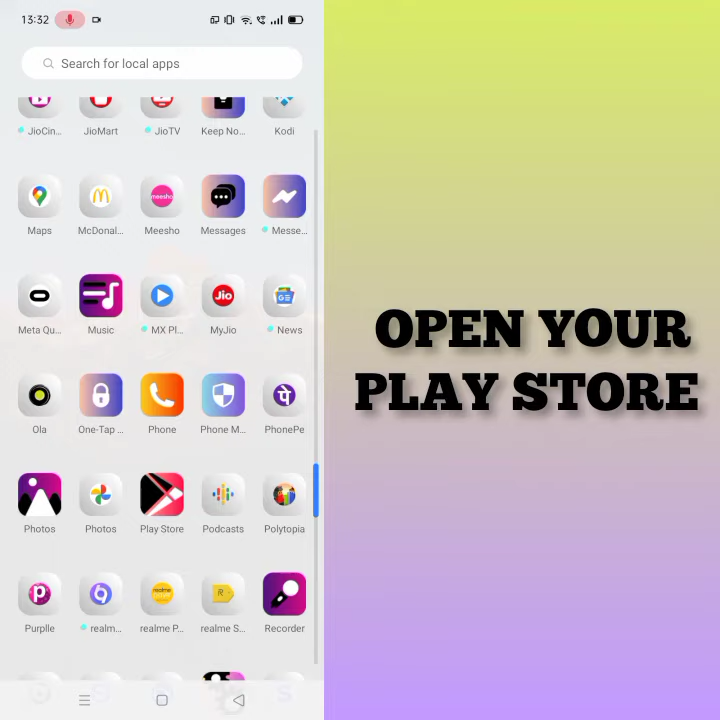 13:32
Search for local apps
JioCin...
JioMart
JioTV
Keep No...
Kodi
Maps
McDonal...
Meesho
Messages
Messe...
meesho
Meta Qu...
Music
MX Pl...
MyJio
News
Jio
Ola
One-Tap ...
Phone
Phone M...
PhonePe
Photos
Photos
Play Store
Podcasts
Polytopia
Purplle
realm...
realme P...
realme S...
Recorder
OPEN YOUR
PLAY STORE